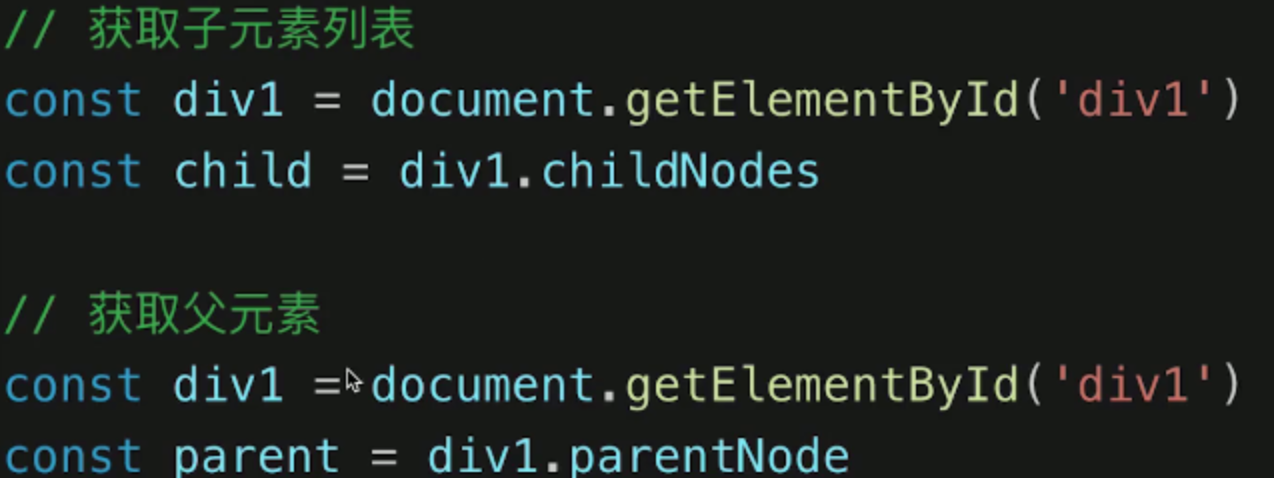 // 获取子元素列表
const div1 = document.getElementById('div1')
const child = div1.childNodes
// 获取父元素
const div1 = document.getElementById('div1')
const parent = div1.parentNode